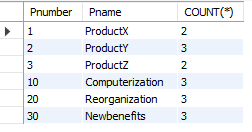 Pnumber Pname COUNT(*)
1 ProductX 2
2 ProductY 3
3 ProductZ 2
10 Computerization 3
20 Reorganization 3
30 Newbenefits 3